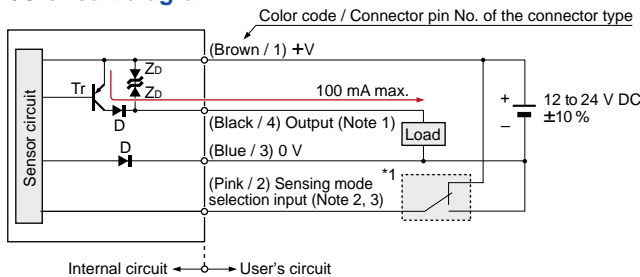 Color code / Connector pin No. of the connector type
(Brown / 1) +V
Tr
ZD
ZD
100 mA max.
+
12 to 24 V DC
±10 %
–
D
(Black / 4) Output (Note 1)
Load
Sensor circuit
D
(Blue / 3) 0 V
*1
(Pink / 2) Sensing mode
selection input (Note 2, 3)
Internal circuit
User's circuit